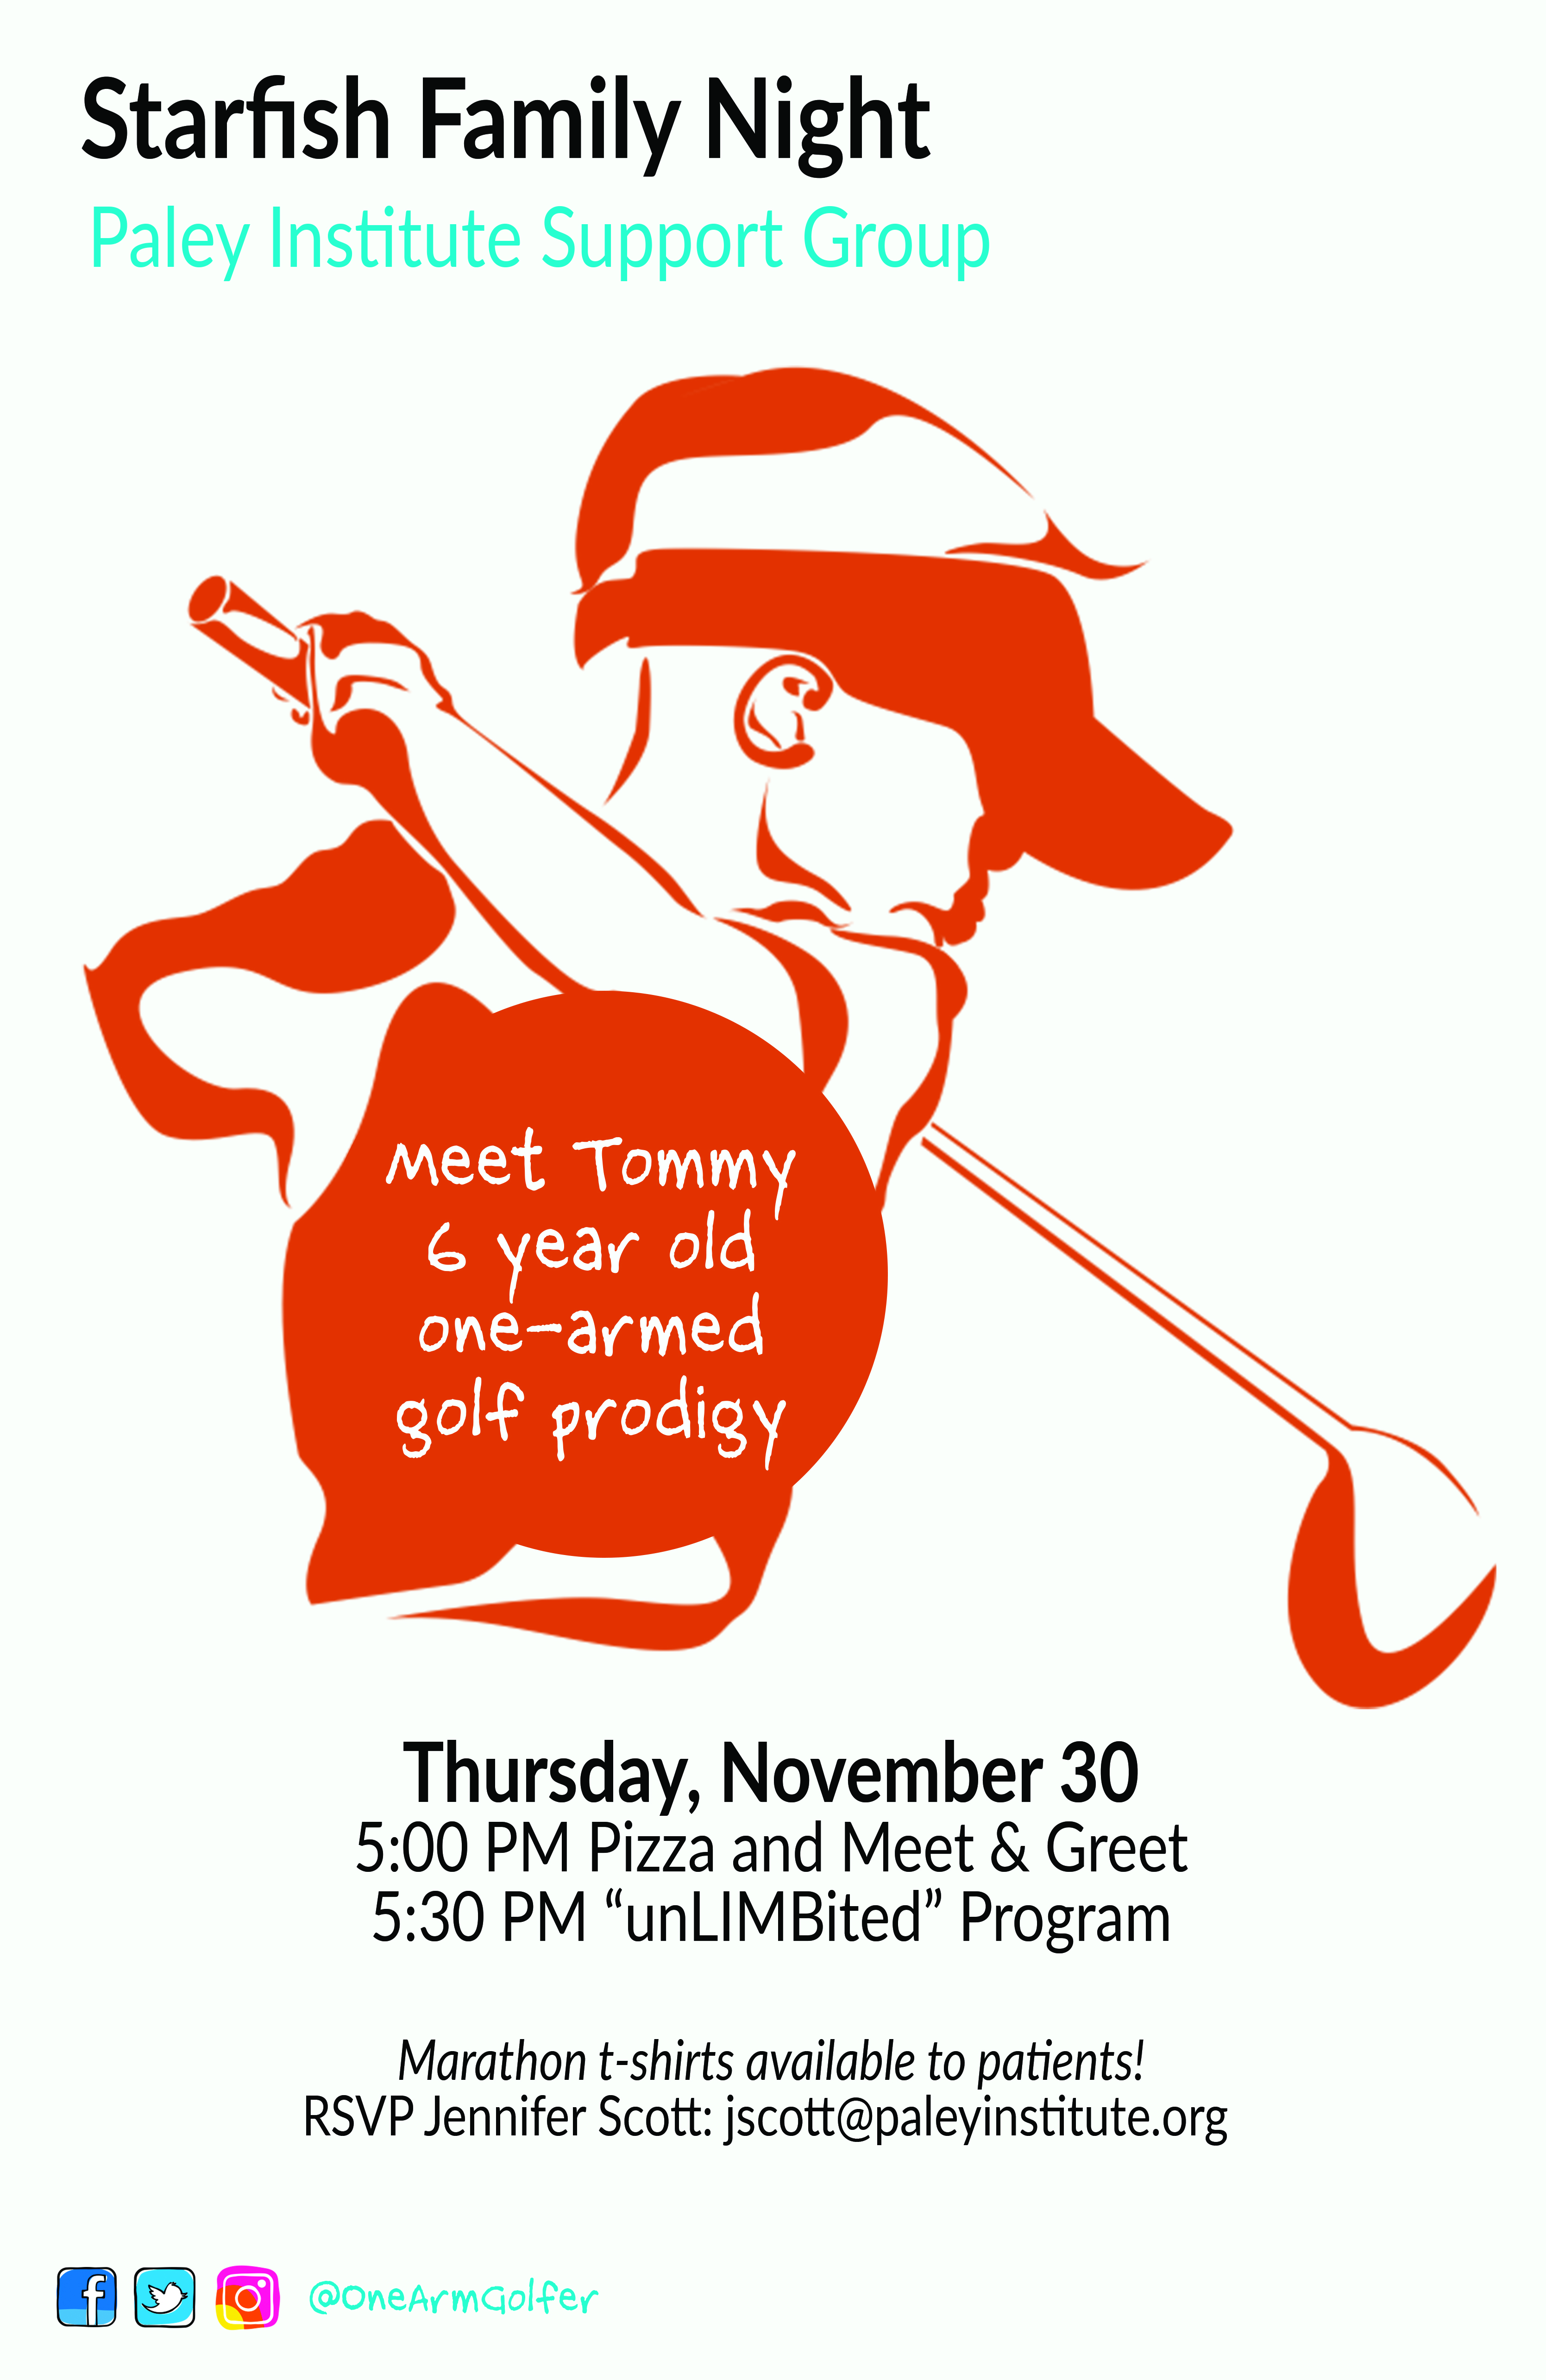 Starfish Family Night
Paley Institute Support Group
Meet Tommy
6 year old
one-armed
golf prodigy
Thursday, November 30
5:00 PM Pizza and Meet & Greet
5:30 PM “unLIMBited” Program
Marathon t-shirts available to patients!
RSVP Jennifer Scott: jscott@paleyinstitute.org
@OneArmGolfer